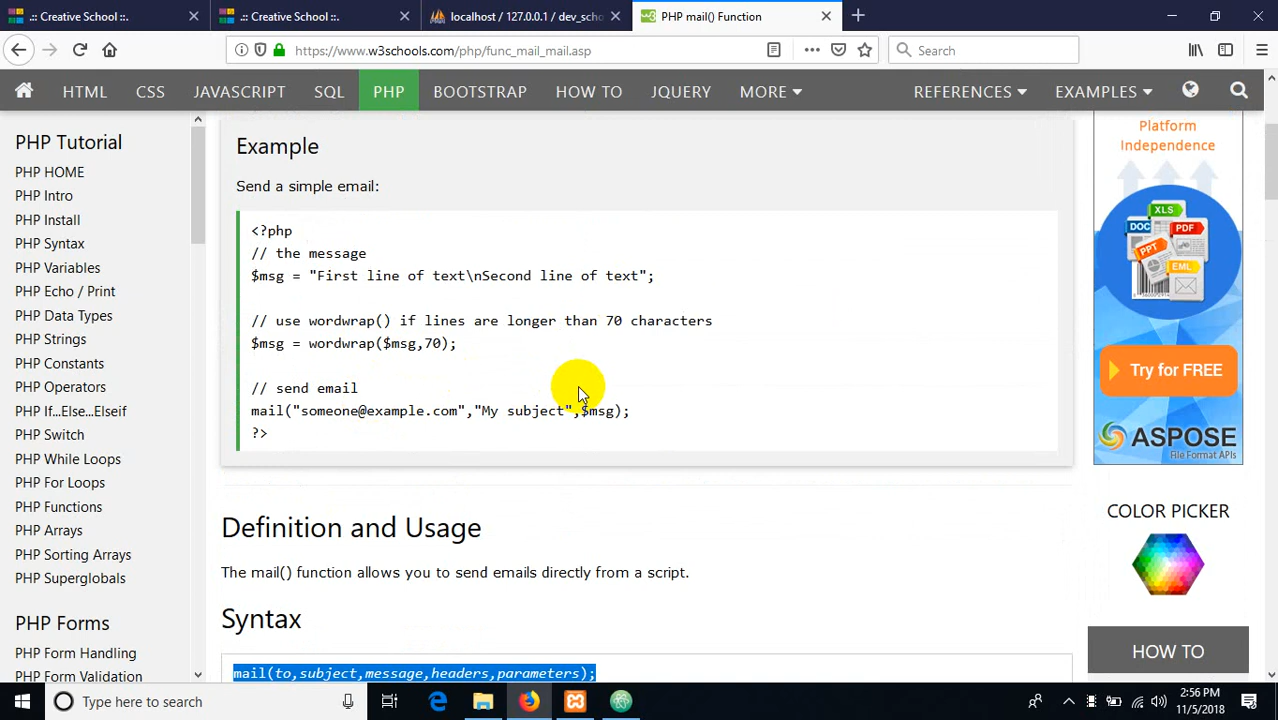 .:: Creative School ::.
.:: Creative School ::.
localhost / 127.0.0.1 / dev_scho
PHP mail() Function
https://www.w3schools.com/php/func_mail_mail.asp
Search
HTML CSS JAVASCRIPT SQL PHP BOOTSTRAP HOW TO JQUERY MORE REFERENCES EXAMPLES
PHP Tutorial
PHP HOME
PHP Intro
PHP Install
PHP Syntax
PHP Variables
PHP Echo / Print
PHP Data Types
PHP Strings
PHP Constants
PHP Operators
PHP If...Else...Elseif
PHP Switch
PHP While Loops
PHP For Loops
PHP Functions
PHP Arrays
PHP Sorting Arrays
PHP Superglobals
PHP Forms
PHP Form Handling
PHP Form Validation
Example
Send a simple email:
<?php
// the message
$msg = "First line of text\nSecond line of text";
// use wordwrap() if lines are longer than 70 characters
$msg = wordwrap($msg,70);
// send email
mail("someone@example.com","My subject",$msg);
?>
Definition and Usage
The mail() function allows you to send emails directly from a script.
Syntax
mail(to,subject,message,headers,parameters);
Platform
Independence
XLS
DOC
PDF
PPT
EML
Try for FREE
ASPOSE
File Format APIs
COLOR PICKER
HOW TO
Type here to search
2:56 PM
11/5/2018